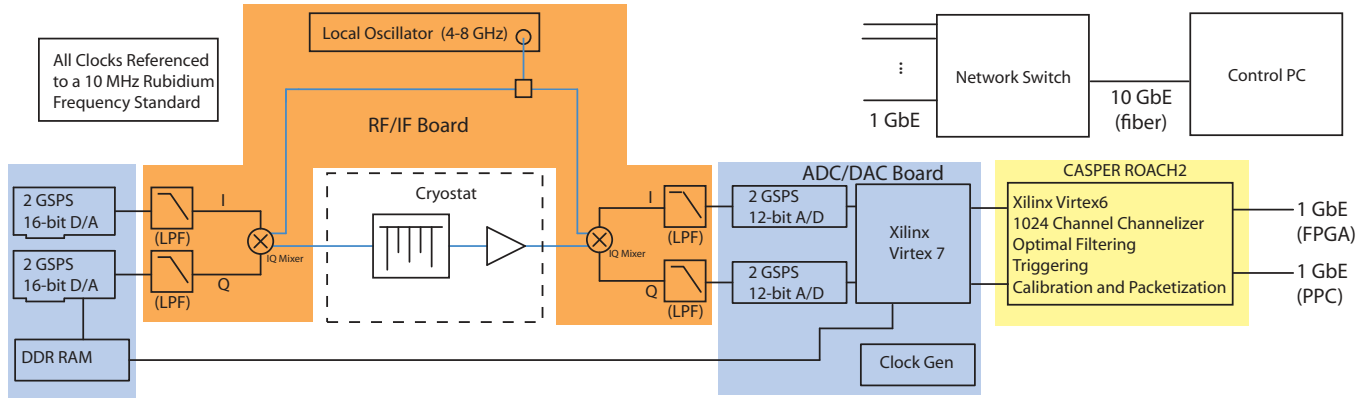 All Clocks Referenced
to a 10 MHz Rubidium
Frequency Standard
Local Oscillator (4-8 GHz)
RF/IF Board
Network Switch
Control PC
1 GbE
10 GbE
(fiber)
2 GSPS
16-bit D/A
2 GSPS
16-bit D/A
DDR RAM
(LPF)
(LPF)
I
Q
IQ Mixer
Cryostat
IQ Mixer
I
Q
(LPF)
(LPF)
ADC/DAC Board
2 GSPS
12-bit A/D
2 GSPS
12-bit A/D
Xilinx
Virtex 7
Clock Gen
CASPER ROACH2
Xilinx Virtex6
1024 Channel Channelizer
Optimal Filtering
Triggering
Calibration and Packetization
1 GbE
(FPGA)
1 GbE
(PPC)